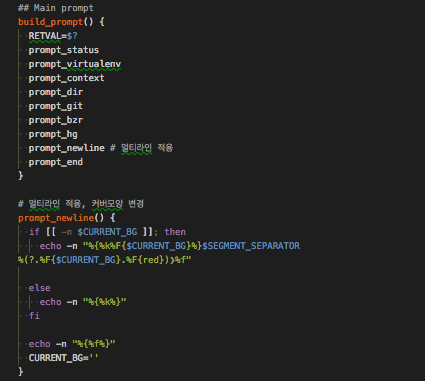 ## Main prompt
build_prompt() {
  RETVAL=$?
  prompt_status
  prompt_virtualenv
  prompt_context
  prompt_dir
  prompt_git
  prompt_bzr
  prompt_hg
  prompt_newline # 멀티라인 적용
  prompt_end
}

# 멀티라인 적용, 커버모양 변경
prompt_newline() {
  if [[ -n $CURRENT_BG ]]; then
    echo -n "%{%k%F{$CURRENT_BG}%}$SEGMENT_SEPARATOR
%(?.%F{$CURRENT_BG}.%F{red})❯%f"

  else
    echo -n "%{%k%}"
  fi

  echo -n "%{%f%}"
  CURRENT_BG=''
}